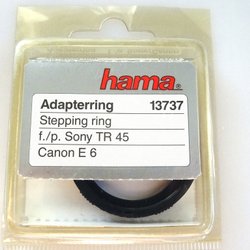 hama
Adapterring 13737
Stepping ring
f./p. Sony TR 45
Canon E 6